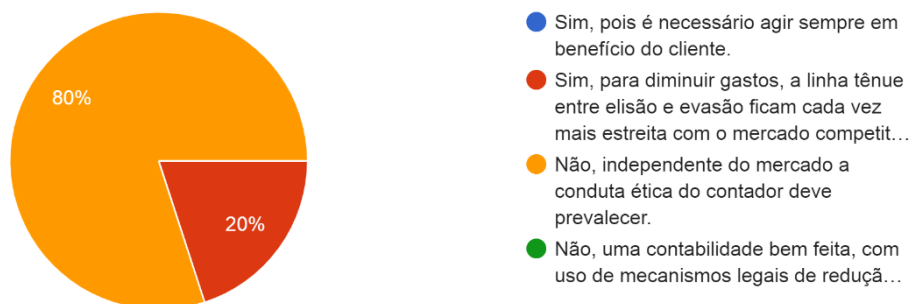 80%
20%
Sim, pois é necessário agir sempre em
benefício do cliente.
Sim, para diminuir gastos, a linha tênue
entre elisão e evasão ficam cada vez
mais estreita com o mercado competit…
Não, independente do mercado a
conduta ética do contador deve
prevalecer.
Não, uma contabilidade bem feita, com
uso de mecanismos legais de reduçã…